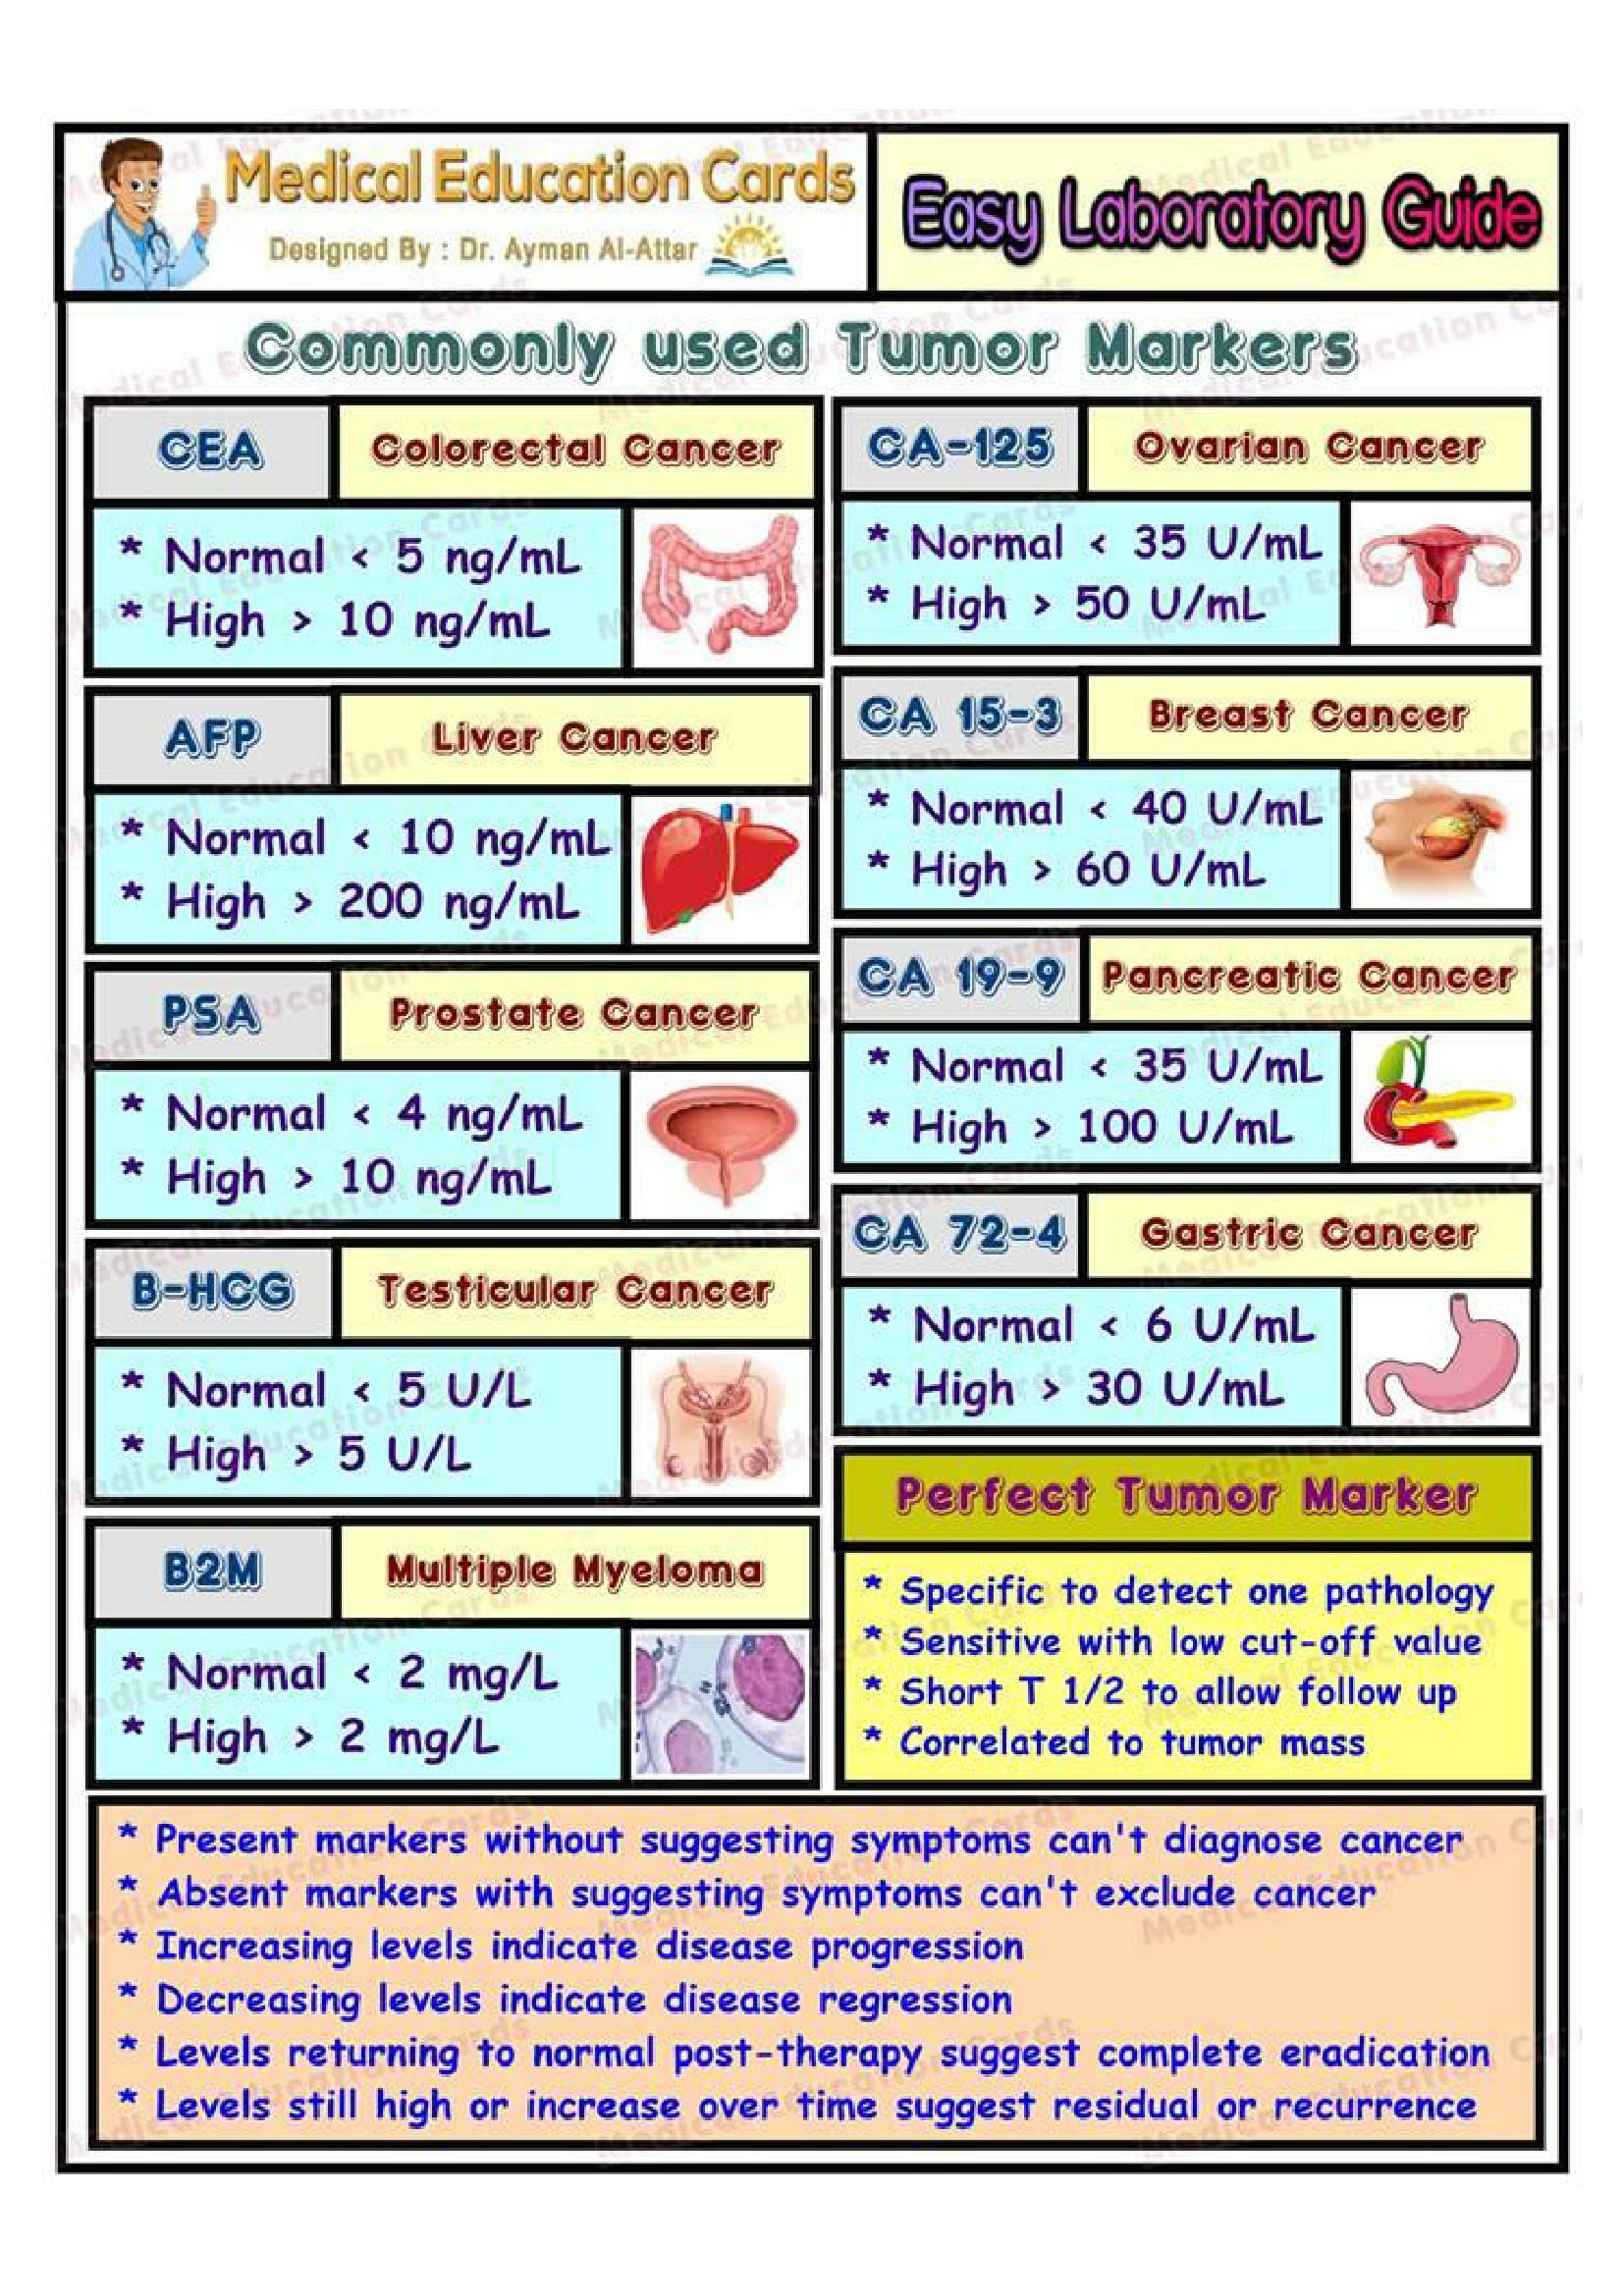 Medical Education Cards
Designed By : Dr. Ayman Al-Attar
Easy Laboratory Guide
Commonly used Tumor Markers
CEA
Colorectal Cancer
* Normal < 5 ng/mL
* High > 10 ng/mL
AFP
Liver Cancer
* Normal < 10 ng/mL
* High > 200 ng/mL
PSA
Prostate Cancer
* Normal < 4 ng/mL
* High > 10 ng/mL
B-HCG
Testicular Cancer
* Normal < 5 U/L
* High > 5 U/L
B2M
Multiple Myeloma
* Normal < 2 mg/L
* High > 2 mg/L
CA-125
Ovarian Cancer
* Normal < 35 U/mL
* High > 50 U/mL
CA 15-3
Breast Cancer
* Normal < 40 U/mL
* High > 60 U/mL
CA 19-9
Pancreatic Cancer
* Normal < 35 U/mL
* High > 100 U/mL
CA 72-4
Gastric Cancer
* Normal < 6 U/mL
* High > 30 U/mL
Perfect Tumor Marker
* Specific to detect one pathology
* Sensitive with low cut-off value
* Short T 1/2 to allow follow up
* Correlated to tumor mass
* Present markers without suggesting symptoms can't diagnose cancer
* Absent markers with suggesting symptoms can't exclude cancer
* Increasing levels indicate disease progression
* Decreasing levels indicate disease regression
* Levels returning to normal post-therapy suggest complete eradication
* Levels still high or increase over time suggest residual or recurrence